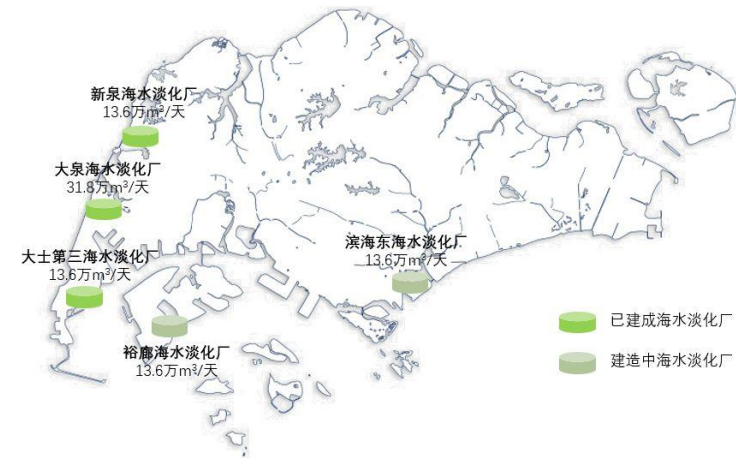 新泉海水淡化厂
13.6万m³/天
大泉海水淡化厂
31.8万m³/天
大士第三海水淡化厂
13.6万m³/天
滨海东海水淡化厂
13.6万m³/天
裕廊海水淡化厂
13.6万m³/天
已建成海水淡化厂
建造中海水淡化厂